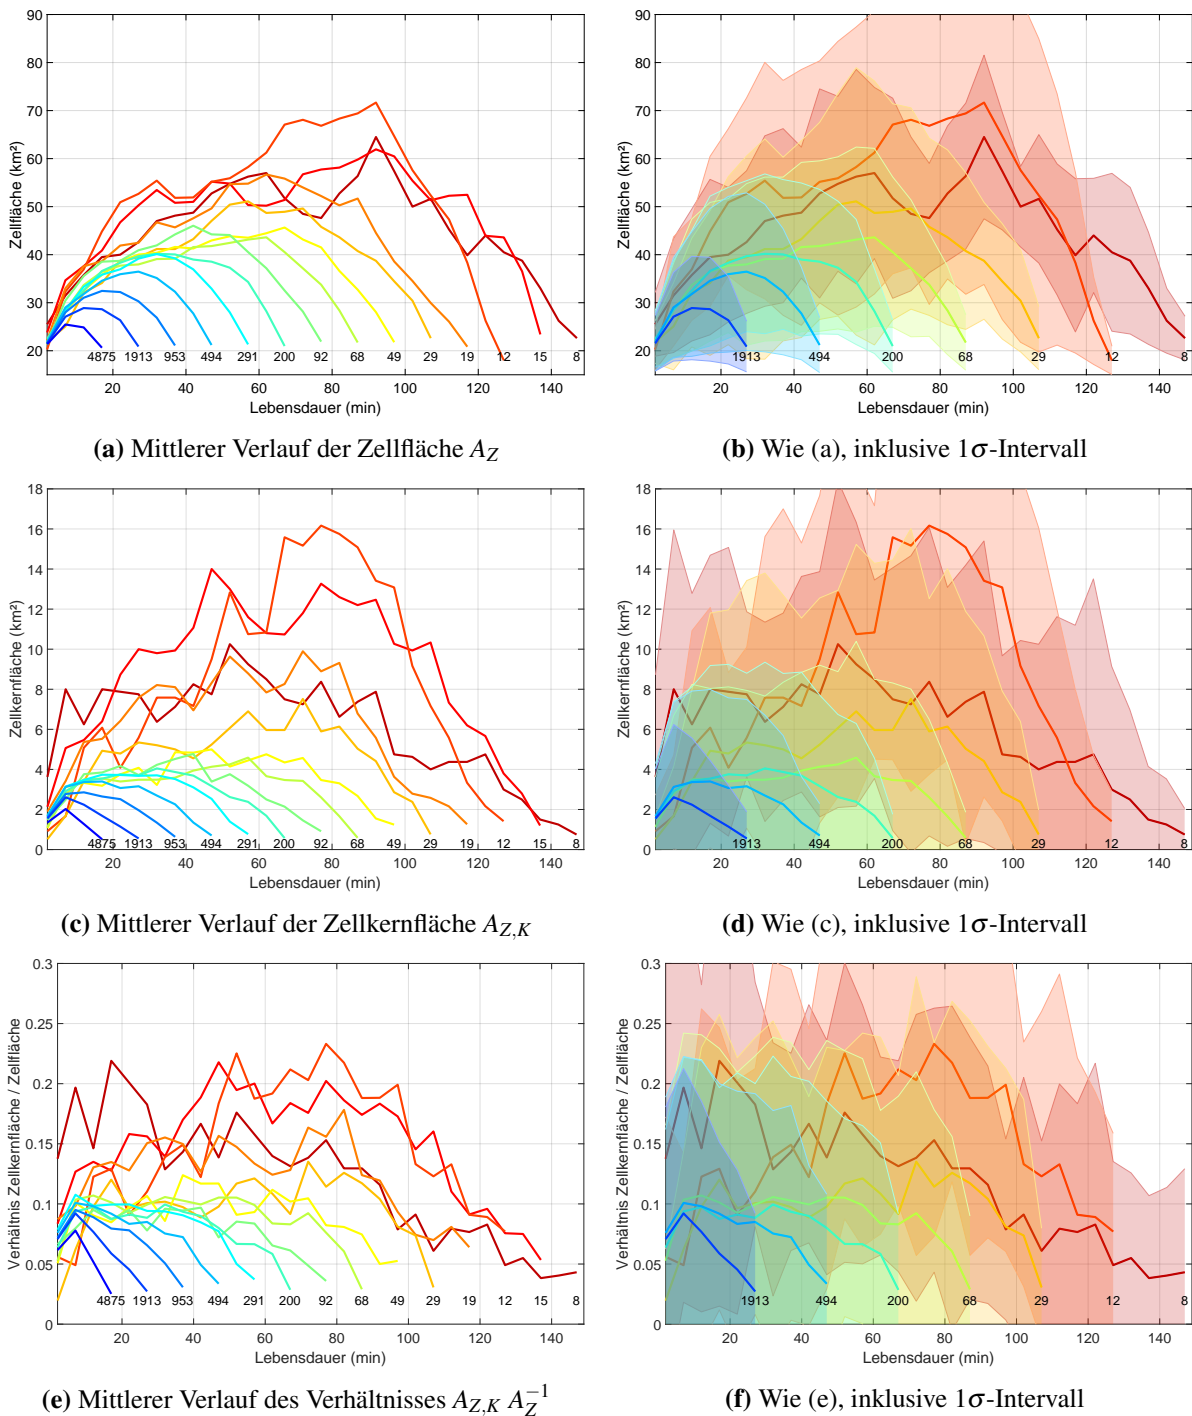 90
80
70
60
50
40
30
20
Zellfläche (km²)
4875 1913 953 494 291 200 92 68 49 29 19 12 15 8
20 40 60 80 100 120 140
Lebensdauer (min)
(a) Mittlerer Verlauf der Zellfläche A_Z
90
80
70
60
50
40
30
20
Zellfläche (km²)
1913 494 200 68 29 12 8
20 40 60 80 100 120 140
Lebensdauer (min)
(b) Wie (a), inklusive 1σ-Intervall
18
16
14
12
10
8
6
4
2
0
Zellkernfläche (km²)
4875 1913 953 494 291 200 92 68 49 29 19 12 15 8
20 40 60 80 100 120 140
Lebensdauer (min)
(c) Mittlerer Verlauf der Zellkernfläche A_{Z,K}
18
16
14
12
10
8
6
4
2
0
Zellkernfläche (km²)
1913 494 200 68 29 12 8
20 40 60 80 100 120 140
Lebensdauer (min)
(d) Wie (c), inklusive 1σ-Intervall
0.3
0.25
0.2
0.15
0.1
0.05
0
Verhältnis Zellkernfläche / Zellfläche
4875 1913 953 494 291 200 92 68 49 29 19 12 15 8
20 40 60 80 100 120 140
Lebensdauer (min)
(e) Mittlerer Verlauf des Verhältnisses A_{Z,K} A_Z^{-1}
0.3
0.25
0.2
0.15
0.1
0.05
0
Verhältnis Zellkernfläche / Zellfläche
1913 494 200 68 29 12 8
20 40 60 80 100 120 140
Lebensdauer (min)
(f) Wie (e), inklusive 1σ-Intervall